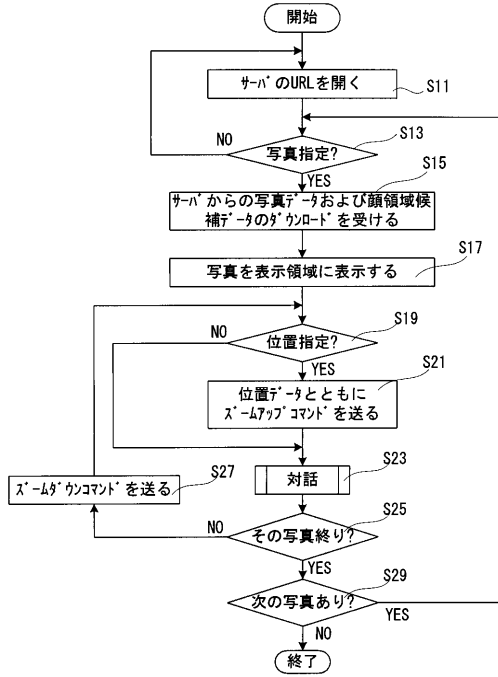 開始
ｻｰﾊﾞのURLを開く
S11
NO
写真指定?
S13
YES
S15
ｻｰﾊﾞからの写真ﾃﾞｰﾀおよび顔領域候
補ﾃﾞｰﾀのﾀﾞｳﾝﾛｰﾄﾞを受ける
写真を表示領域に表示する
S17
NO
位置指定?
S19
YES
S21
位置ﾃﾞｰﾀとともに
ｽﾞｰﾑｱｯﾌﾟｺﾏﾝﾄﾞを送る
対話
S23
ｽﾞｰﾑﾀﾞｳﾝｺﾏﾝﾄﾞを送る
S27
NO
その写真終り?
S25
YES
次の写真あり?
S29
YES
NO
終了